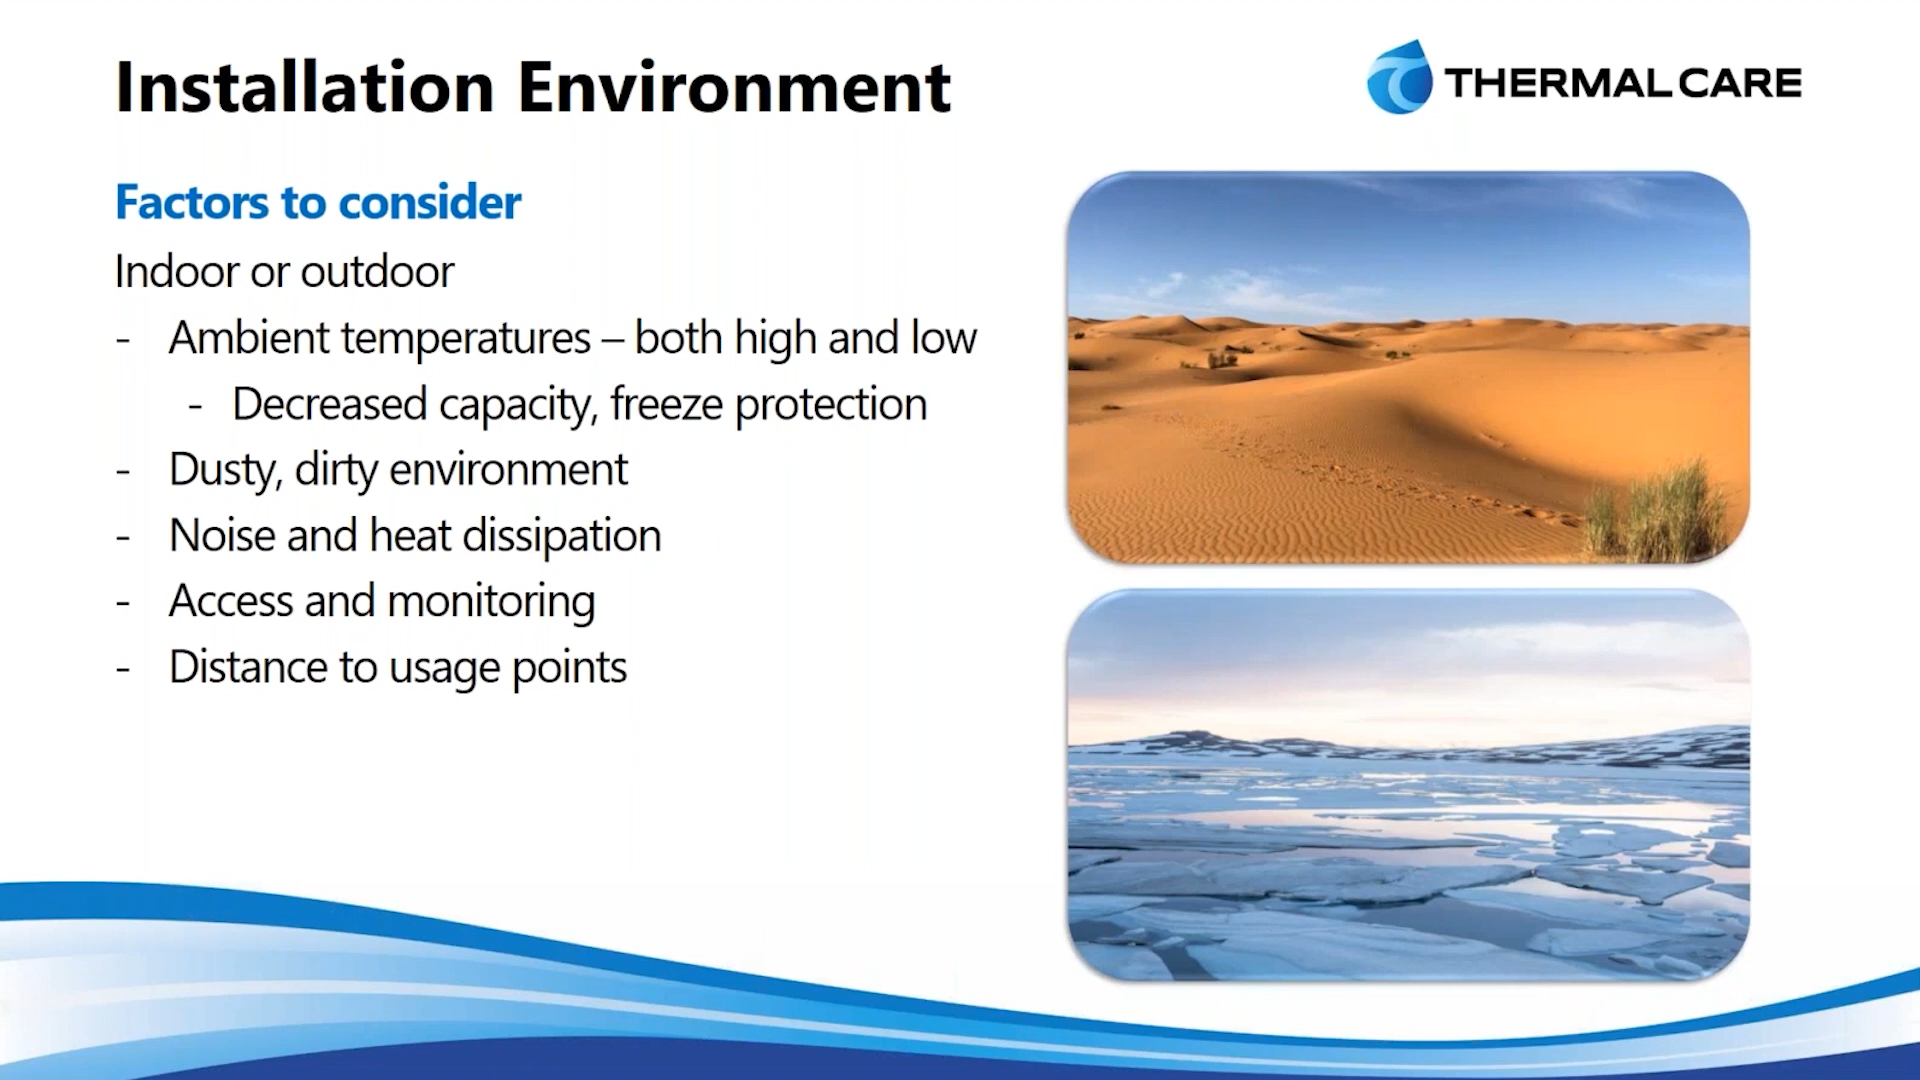 Installation Environment
THERMAL CARE
Factors to consider
Indoor or outdoor
- Ambient temperatures – both high and low
- Decreased capacity, freeze protection
- Dusty, dirty environment
- Noise and heat dissipation
- Access and monitoring
- Distance to usage points